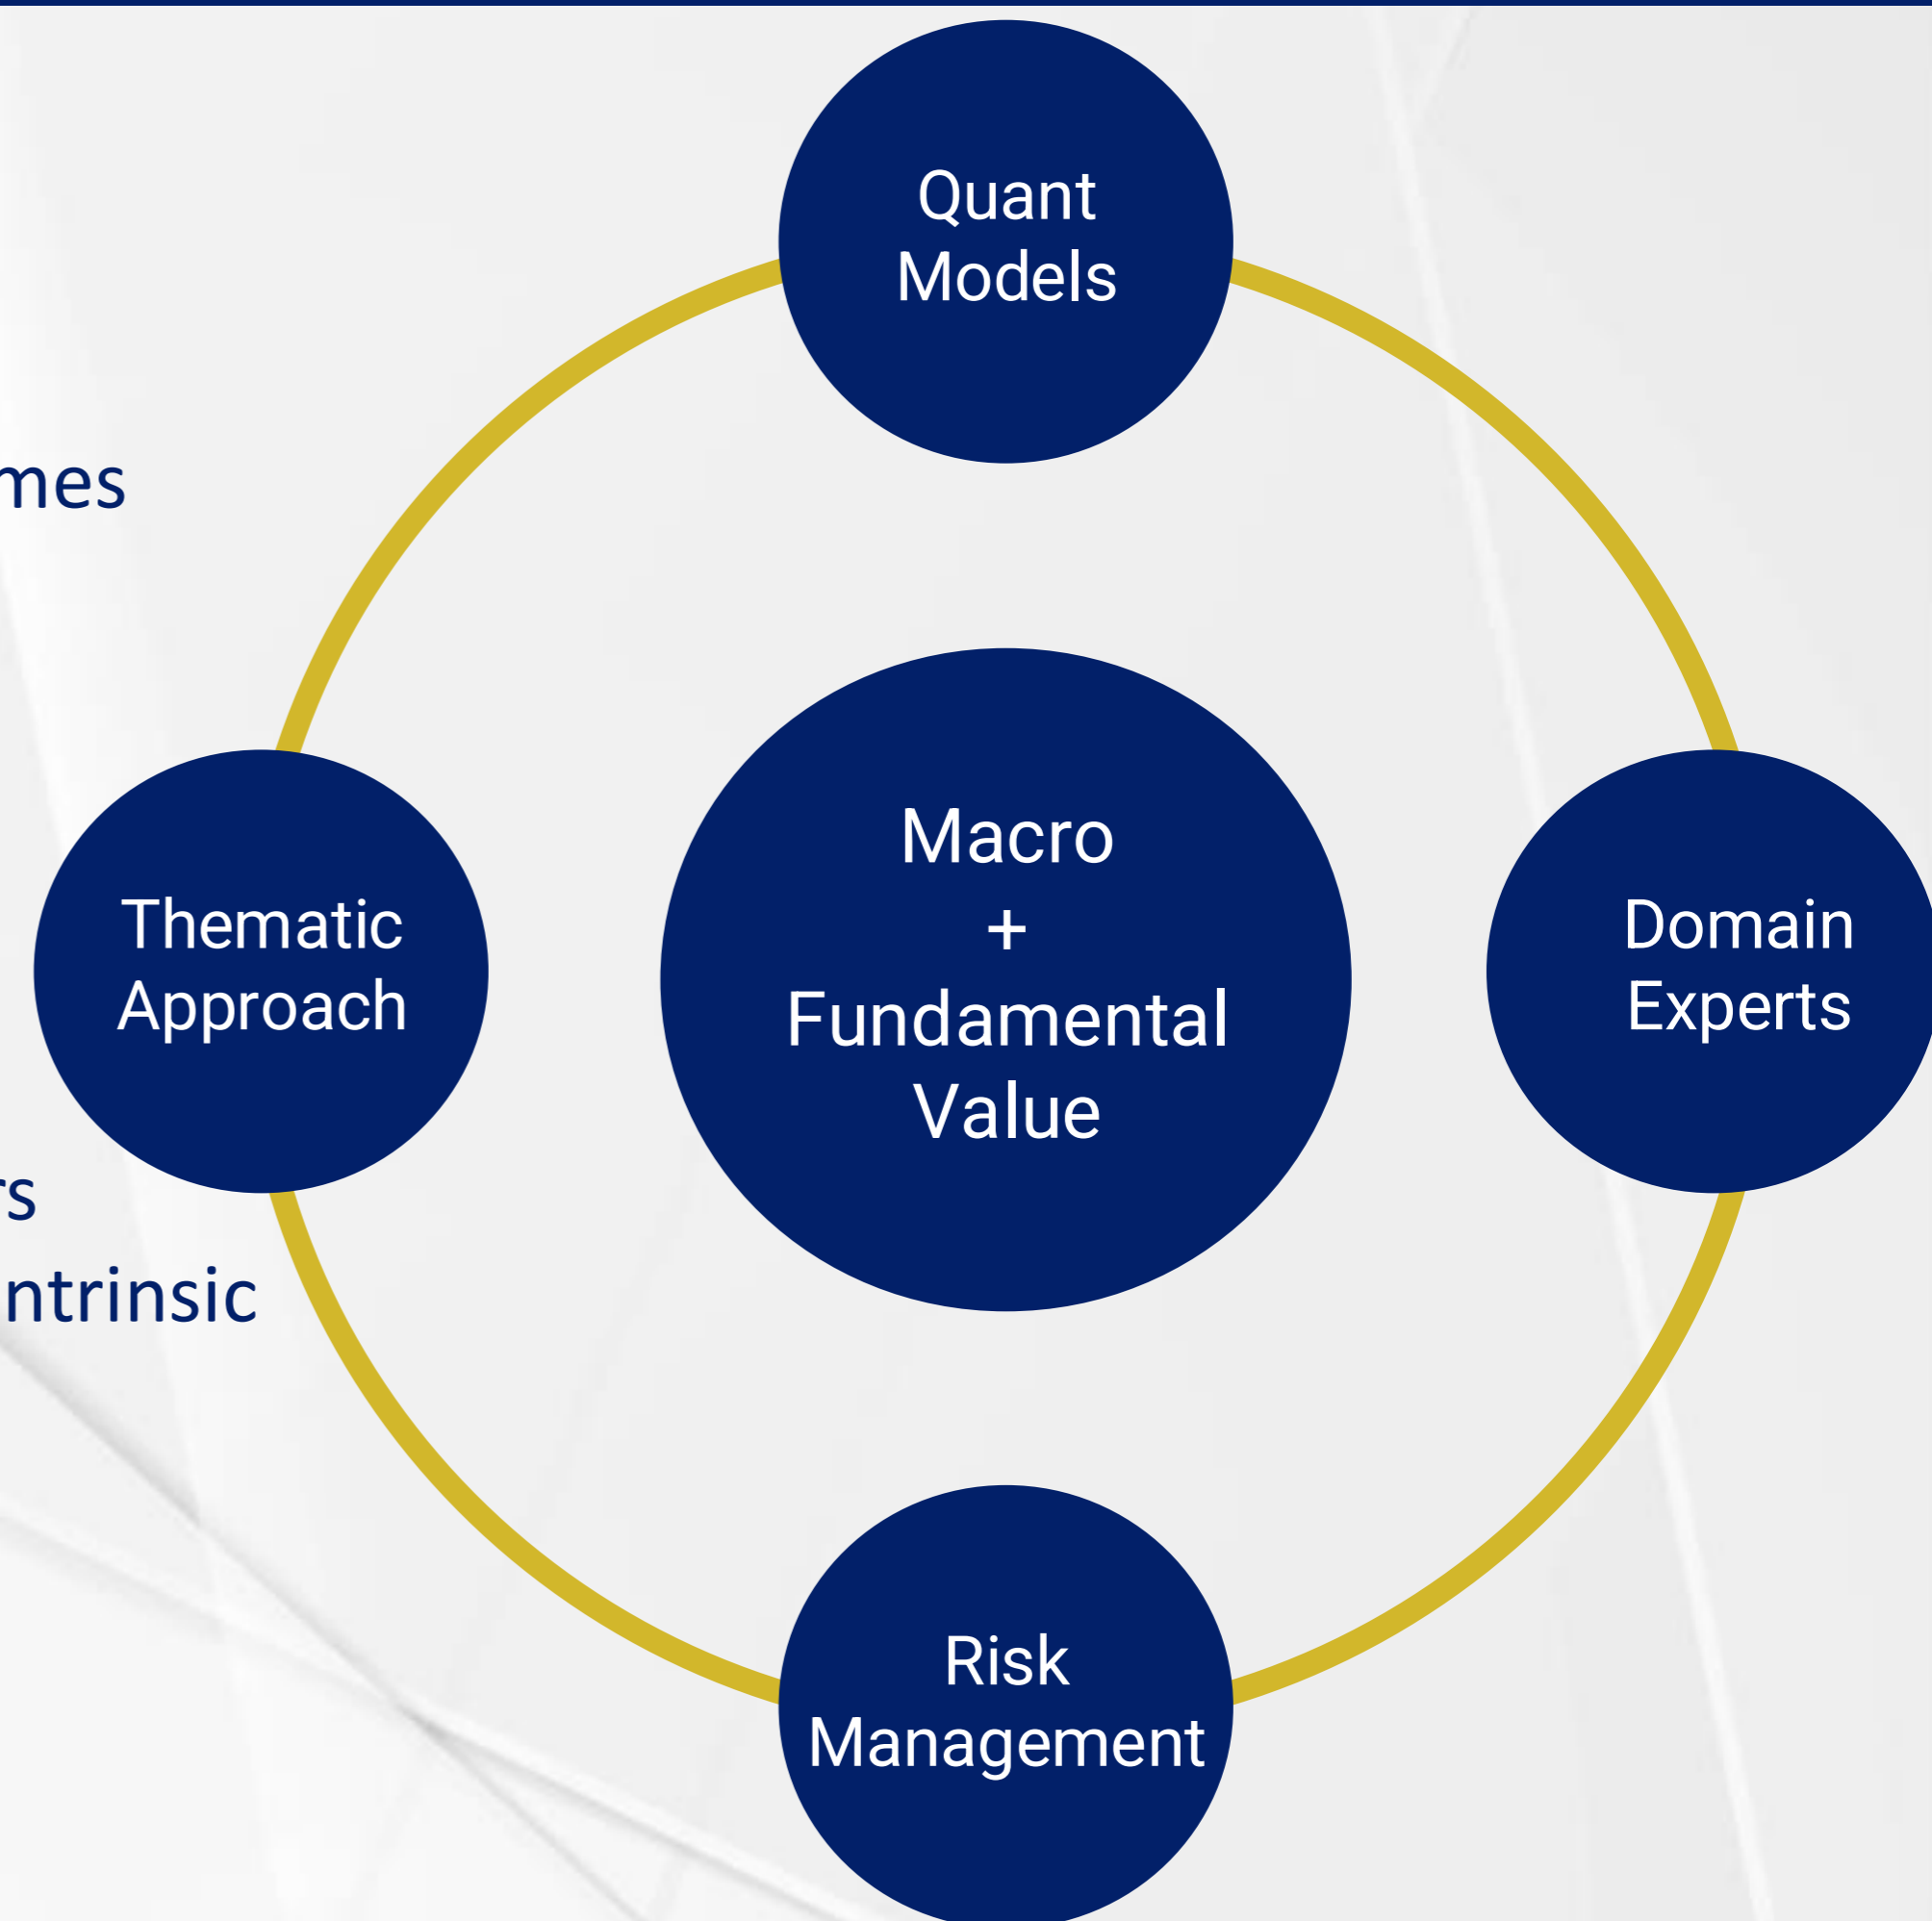 Quant
Models
mes
Thematic
Approach
Macro
+
Fundamental
Value
Domain
Experts
rs
ntrinsic
Risk
Management